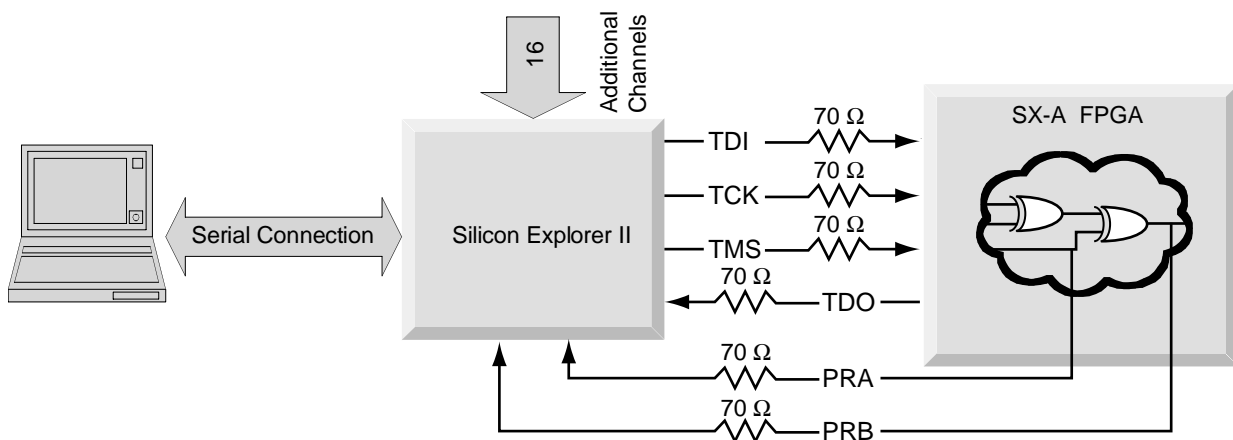 16
Additional
Channels
SX-A FPGA
70 Ω
TDI
70 Ω
TCK
Serial Connection
Silicon Explorer II
70 Ω
TMS
70 Ω
TDO
70 Ω
PRA
70 Ω
PRB